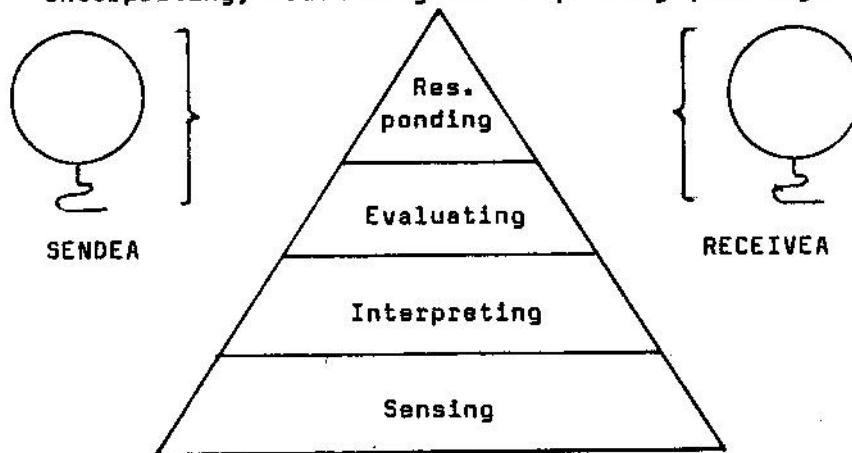 Res.
ponding
Evaluating
SENDEA
RECEIVEA
Interpreting
Sensing